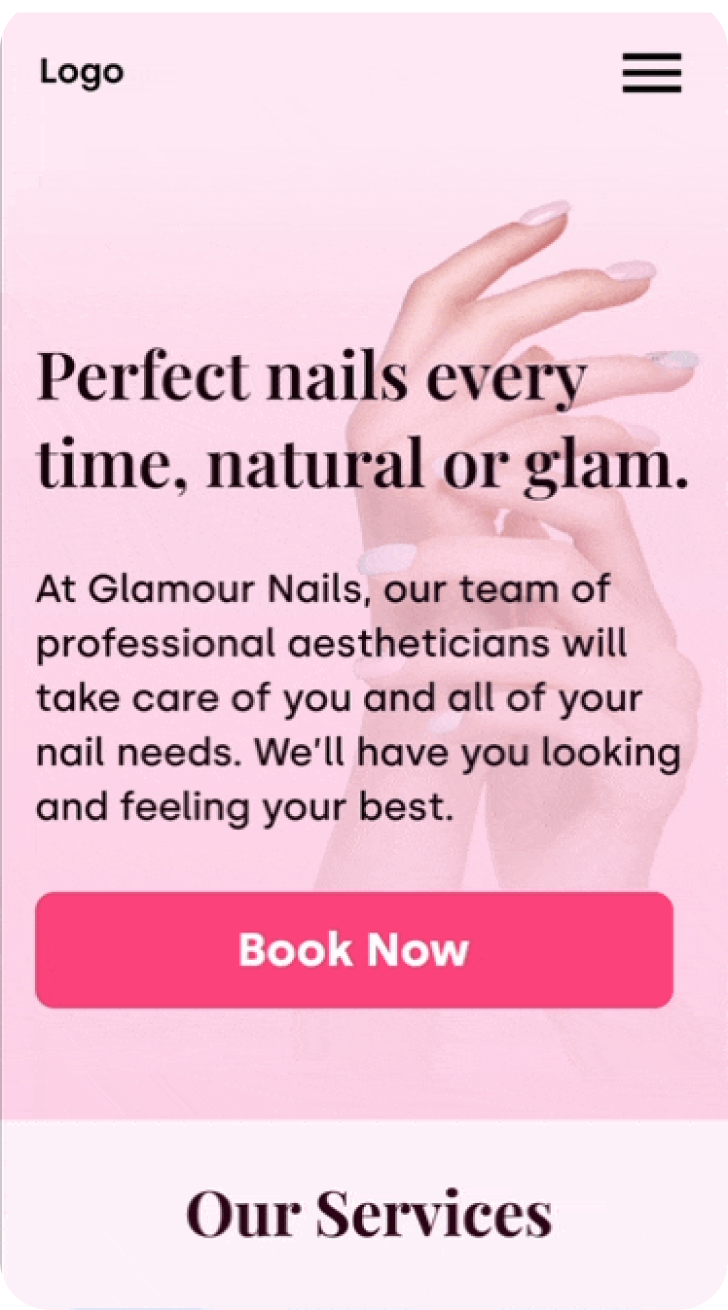 Logo
Perfect nails every
time, natural or glam.
At Glamour Nails, our team of
professional aestheticians will
take care of you and all of your
nail needs. We’ll have you looking
and feeling your best.
Book Now
Our Services